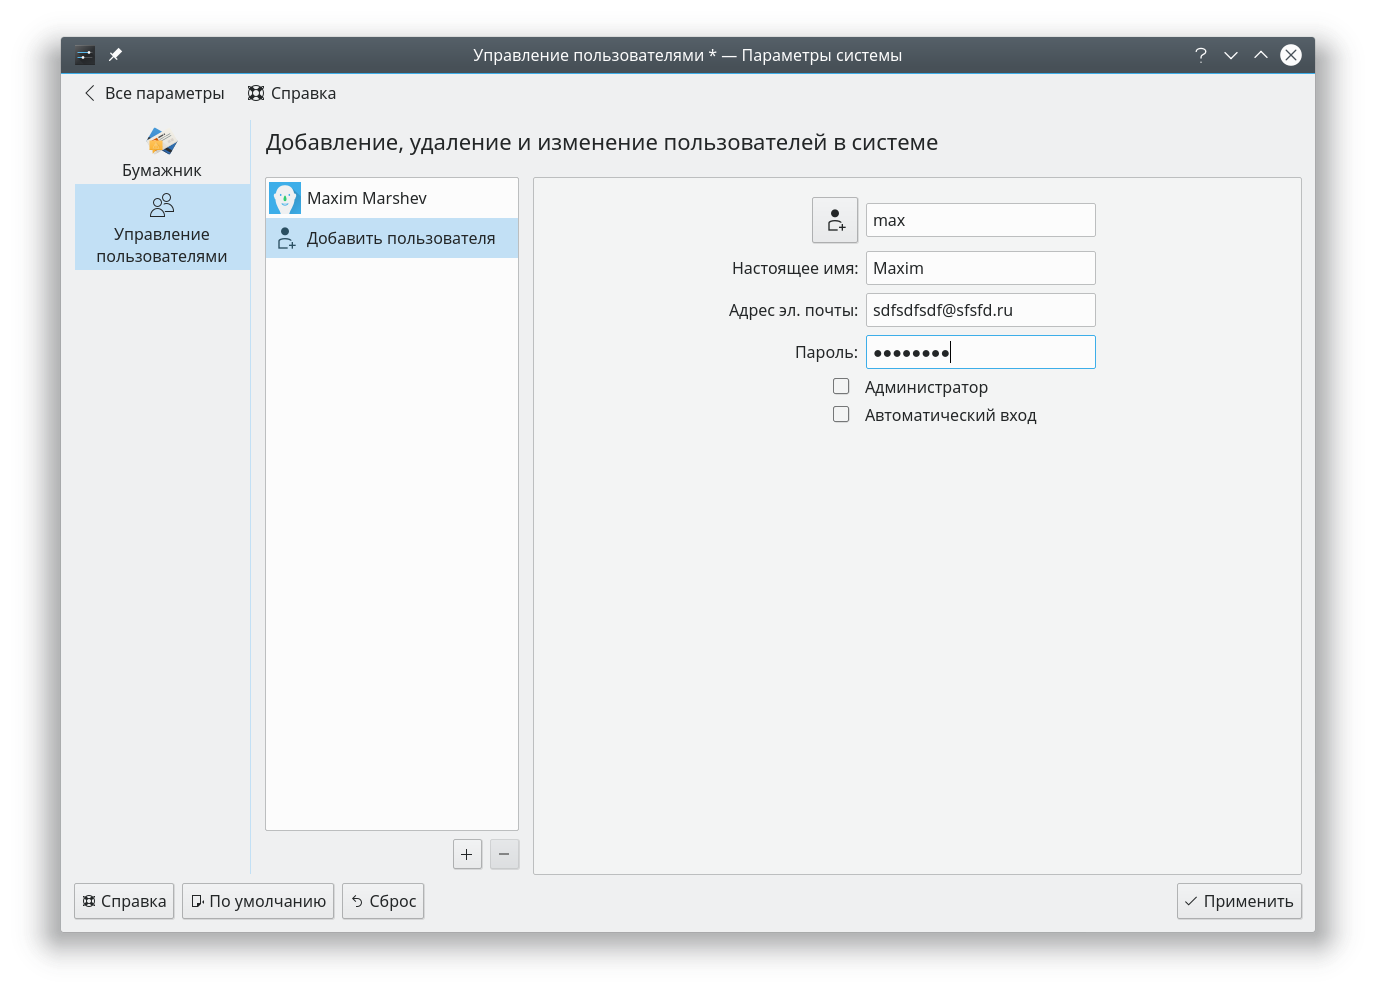 Управление пользователями * — Параметры системы
Все параметры Справка
Бумажник
Управление
пользователями
Добавление, удаление и изменение пользователей в системе
Maxim Marshev
Добавить пользователя
max
Настоящее имя: Maxim
Адрес эл. почты: sdfsdfsdf@sfsfd.ru
Пароль: ●●●●●●●●
Администратор
Автоматический вход
Справка По умолчанию Сброс Применить